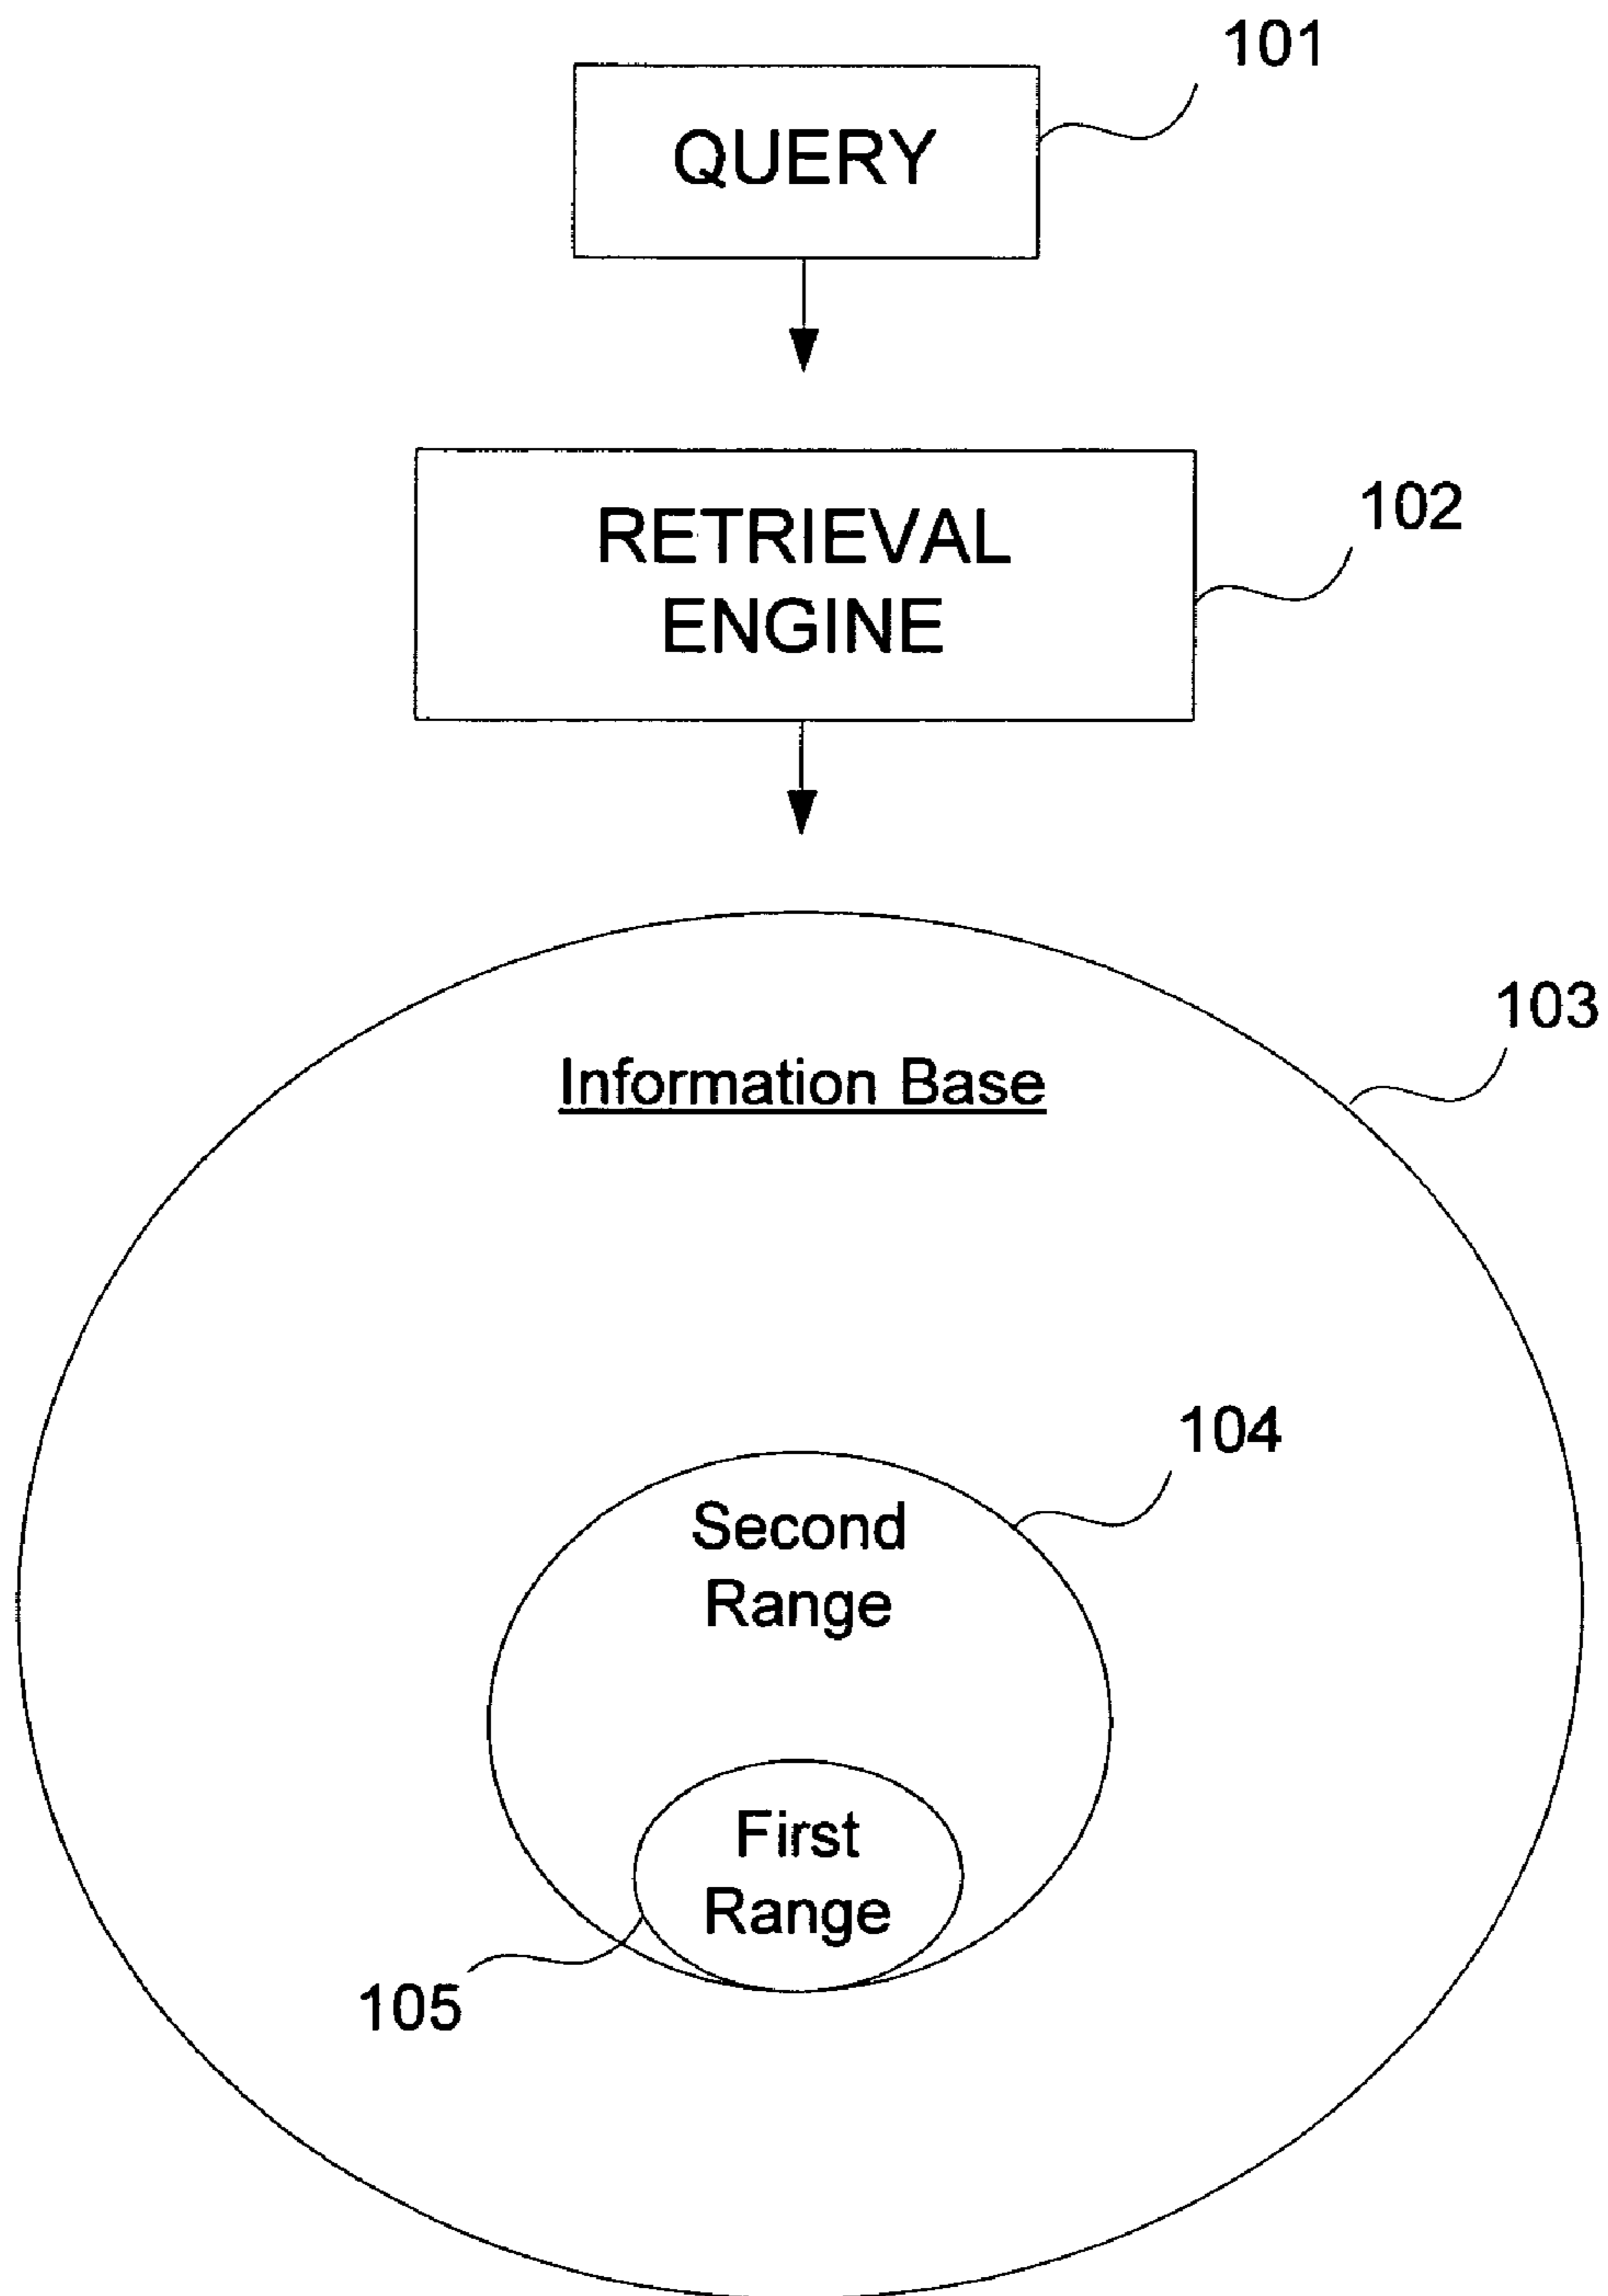 101
QUERY
102
RETRIEVAL
ENGINE
103
Information Base
104
Second
Range
First
Range
105